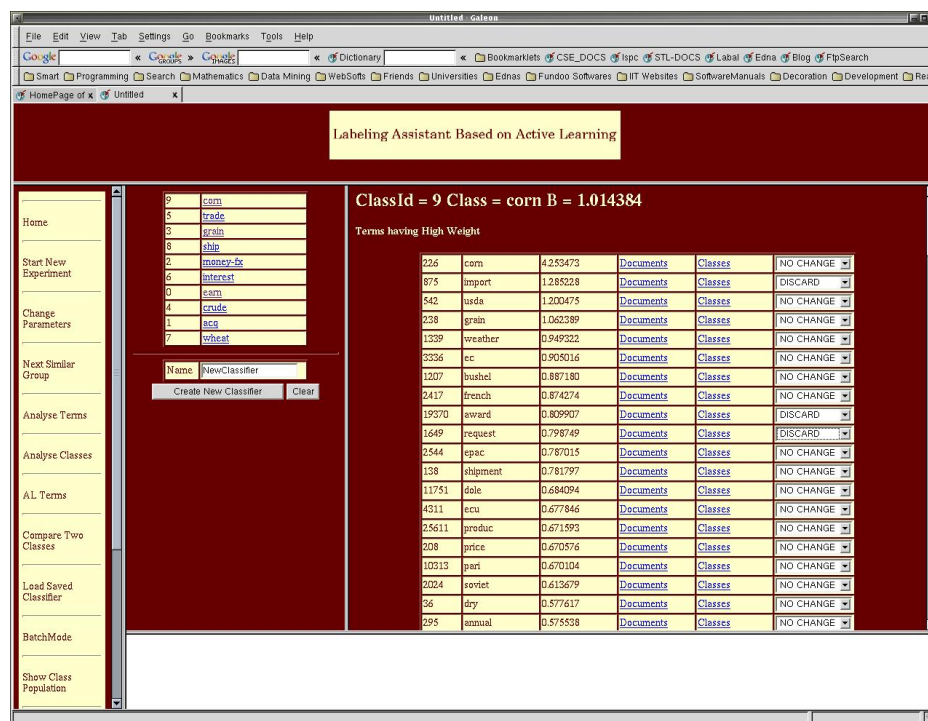 Untitled - Galeon
File Edit View Tab Settings Go Bookmarks Tools Help
Google « Google GROUPS » Google IMAGES « Dictionary « Bookmarklets CSE_DOCS Ispc STL-DOCS Labal Edna Blog FtpSearch
Smart Programming Search Mathematics Data Mining WebSofts Friends Universities Ednas Fundoo Softwares IIT Websites SoftwareManuals Decoration Development
HomePage of x Untitled x
Labeling Assistant Based on Active Learning
Home
Start New
Experiment
Change
Parameters
Next Similar
Group
Analyse Terms
Analyse Classes
AL Terms
Compare Two
Classes
Load Saved
Classifier
BatchMode
Show Class
Population
9 corn
5 trade
3 grain
8 ship
2 money-fx
6 interest
0 earn
4 crude
1 acq
7 wheat
Name NewClassifier
Create New Classifier Clear
ClassId = 9 Class = corn B = 1.014384
Terms having High Weight
226 corn 4.253473 Documents Classes NO CHANGE
875 import 1.285228 Documents Classes DISCARD
542 usda 1.200475 Documents Classes NO CHANGE
238 grain 1.062389 Documents Classes NO CHANGE
1339 weather 0.949322 Documents Classes NO CHANGE
3336 ec 0.905016 Documents Classes NO CHANGE
1207 bushel 0.887180 Documents Classes NO CHANGE
2417 french 0.874274 Documents Classes NO CHANGE
19370 award 0.809907 Documents Classes DISCARD
1649 request 0.798749 Documents Classes DISCARD
2544 epac 0.787015 Documents Classes NO CHANGE
138 shipment 0.781797 Documents Classes NO CHANGE
11751 dole 0.684094 Documents Classes NO CHANGE
4311 ecu 0.677846 Documents Classes NO CHANGE
25611 produc 0.671593 Documents Classes NO CHANGE
208 price 0.670576 Documents Classes NO CHANGE
10313 pari 0.670104 Documents Classes NO CHANGE
2024 soviet 0.613679 Documents Classes NO CHANGE
36 dry 0.577617 Documents Classes NO CHANGE
295 annual 0.575538 Documents Classes NO CHANGE